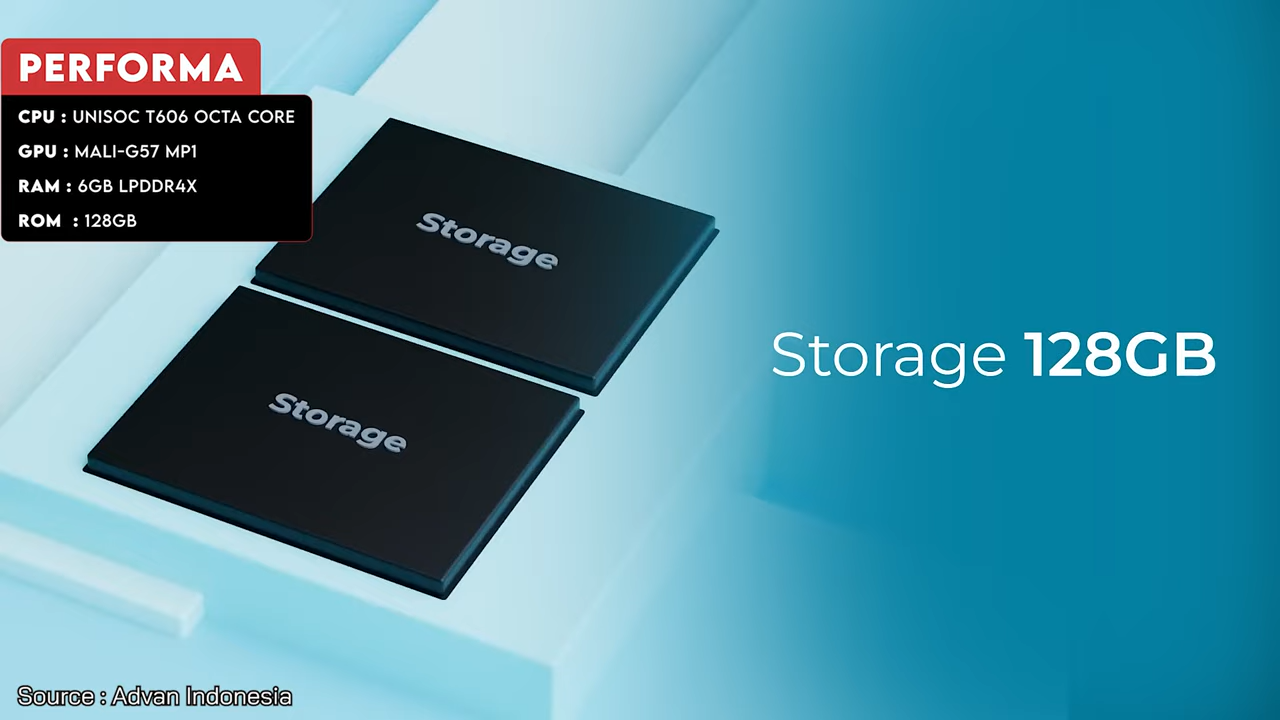 PERFORMA
CPU : UNISOC T606 OCTA CORE
GPU : MALI-G57 MP1
RAM : 6GB LPDDR4X
ROM : 128GB
Storage
Storage
Storage 128GB
Source : Advan Indonesia